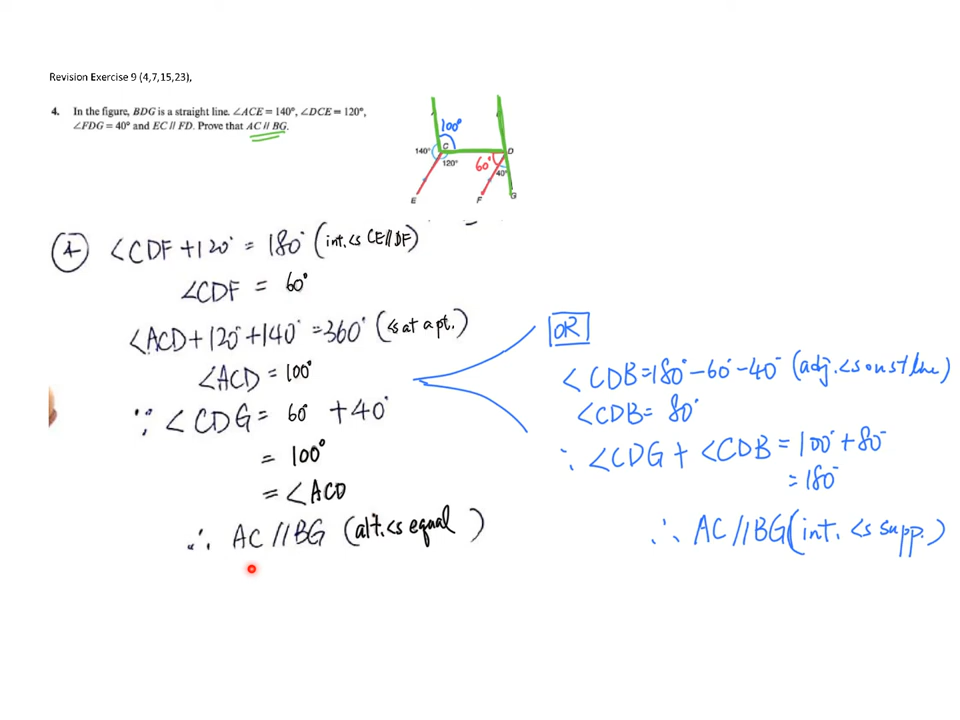 Revision Exercise 9 (4,7,15,23),
4. In the figure, BDG is a straight line. ∠ACE = 140°, ∠DCE = 120°,
∠FDG = 40° and EC // FD. Prove that AC // BG.
100°
140° C
120° 60° D
40°
E F G
④ ∠CDF + 120° = 180° (int.∠s CE//DF)
∠CDF = 60°
∠ACD + 120° + 140° = 360° (∠s at a pt.)
∠ACD = 100°
∵ ∠CDG = 60° + 40°
= 100°
= ∠ACD
∴ AC // BG (alt.∠s equal)
OR
∠CDB = 180° - 60° - 40° (adj.∠s on st line)
∠CDB = 80°
∵ ∠CDG + ∠CDB = 100° + 80°
= 180°
∴ AC // BG (int. ∠s supp.)